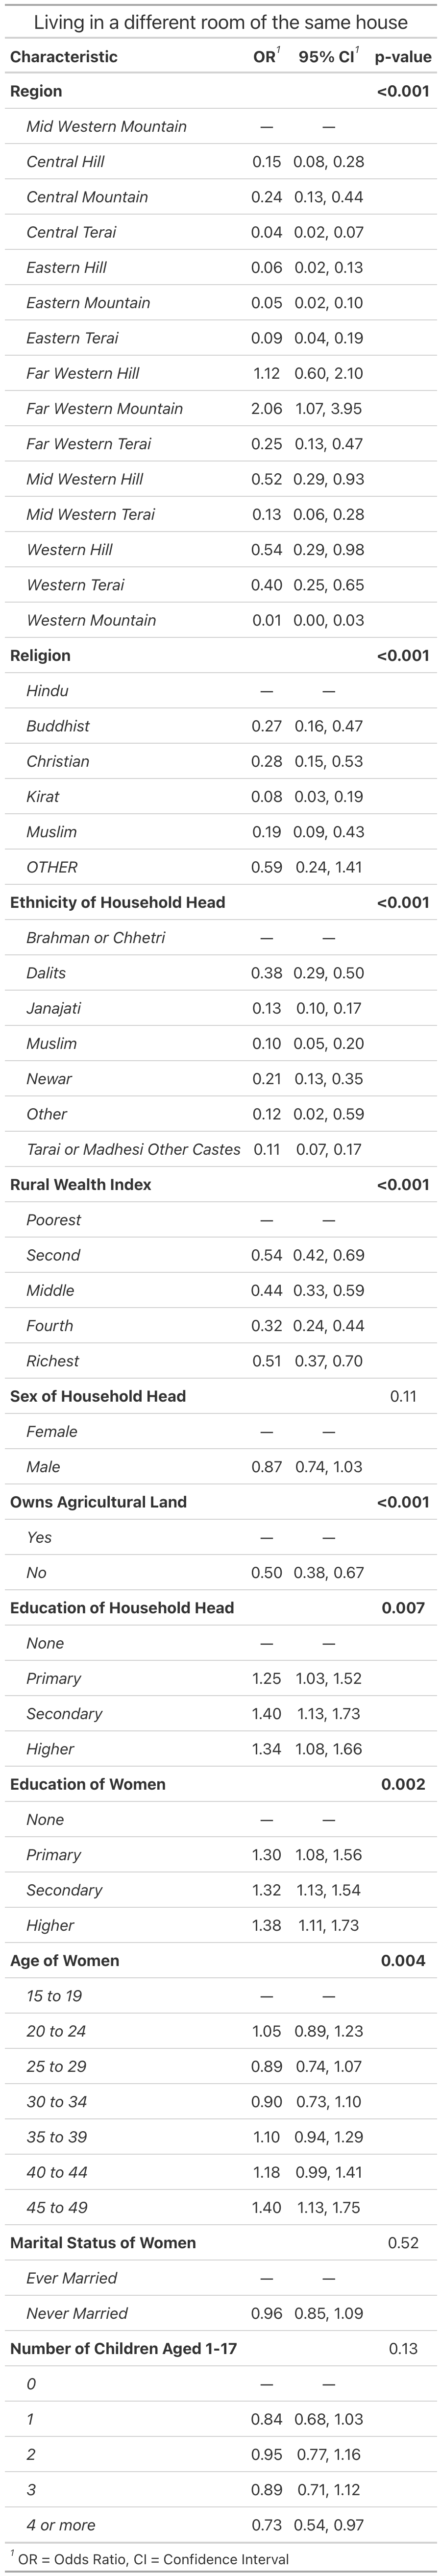 Living in a different room of the same house
Characteristic OR1 95% CI1 p-value
Region <0.001
Mid Western Mountain — —
Central Hill 0.15 0.08, 0.28
Central Mountain 0.24 0.13, 0.44
Central Terai 0.04 0.02, 0.07
Eastern Hill 0.06 0.02, 0.13
Eastern Mountain 0.05 0.02, 0.10
Eastern Terai 0.09 0.04, 0.19
Far Western Hill 1.12 0.60, 2.10
Far Western Mountain 2.06 1.07, 3.95
Far Western Terai 0.25 0.13, 0.47
Mid Western Hill 0.52 0.29, 0.93
Mid Western Terai 0.13 0.06, 0.28
Western Hill 0.54 0.29, 0.98
Western Terai 0.40 0.25, 0.65
Western Mountain 0.01 0.00, 0.03
Religion <0.001
Hindu — —
Buddhist 0.27 0.16, 0.47
Christian 0.28 0.15, 0.53
Kirat 0.08 0.03, 0.19
Muslim 0.19 0.09, 0.43
OTHER 0.59 0.24, 1.41
Ethnicity of Household Head <0.001
Brahman or Chhetri — —
Dalits 0.38 0.29, 0.50
Janajati 0.13 0.10, 0.17
Muslim 0.10 0.05, 0.20
Newar 0.21 0.13, 0.35
Other 0.12 0.02, 0.59
Tarai or Madhesi Other Castes 0.11 0.07, 0.17
Rural Wealth Index <0.001
Poorest — —
Second 0.54 0.42, 0.69
Middle 0.44 0.33, 0.59
Fourth 0.32 0.24, 0.44
Richest 0.51 0.37, 0.70
Sex of Household Head 0.11
Female — —
Male 0.87 0.74, 1.03
Owns Agricultural Land <0.001
Yes — —
No 0.50 0.38, 0.67
Education of Household Head 0.007
None — —
Primary 1.25 1.03, 1.52
Secondary 1.40 1.13, 1.73
Higher 1.34 1.08, 1.66
Education of Women 0.002
None — —
Primary 1.30 1.08, 1.56
Secondary 1.32 1.13, 1.54
Higher 1.38 1.11, 1.73
Age of Women 0.004
15 to 19 — —
20 to 24 1.05 0.89, 1.23
25 to 29 0.89 0.74, 1.07
30 to 34 0.90 0.73, 1.10
35 to 39 1.10 0.94, 1.29
40 to 44 1.18 0.99, 1.41
45 to 49 1.40 1.13, 1.75
Marital Status of Women 0.52
Ever Married — —
Never Married 0.96 0.85, 1.09
Number of Children Aged 1-17 0.13
0 — —
1 0.84 0.68, 1.03
2 0.95 0.77, 1.16
3 0.89 0.71, 1.12
4 or more 0.73 0.54, 0.97
1 OR = Odds Ratio, CI = Confidence Interval